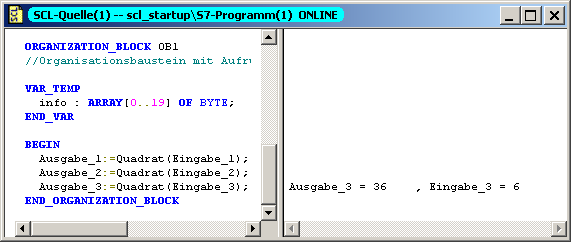 SCL-Quelle(1) -- scl_startup\S7-Programm(1) ONLINE
ORGANIZATION_BLOCK OB1
//Organisationsbaustein mit Aufr
VAR_TEMP
info : ARRAY[0..19] OF BYTE;
END_VAR
BEGIN
Ausgabe_1:=Quadrat(Eingabe_1);
Ausgabe_2:=Quadrat(Eingabe_2);
Ausgabe_3:=Quadrat(Eingabe_3); Ausgabe_3 = 36 , Eingabe_3 = 6
END_ORGANIZATION_BLOCK